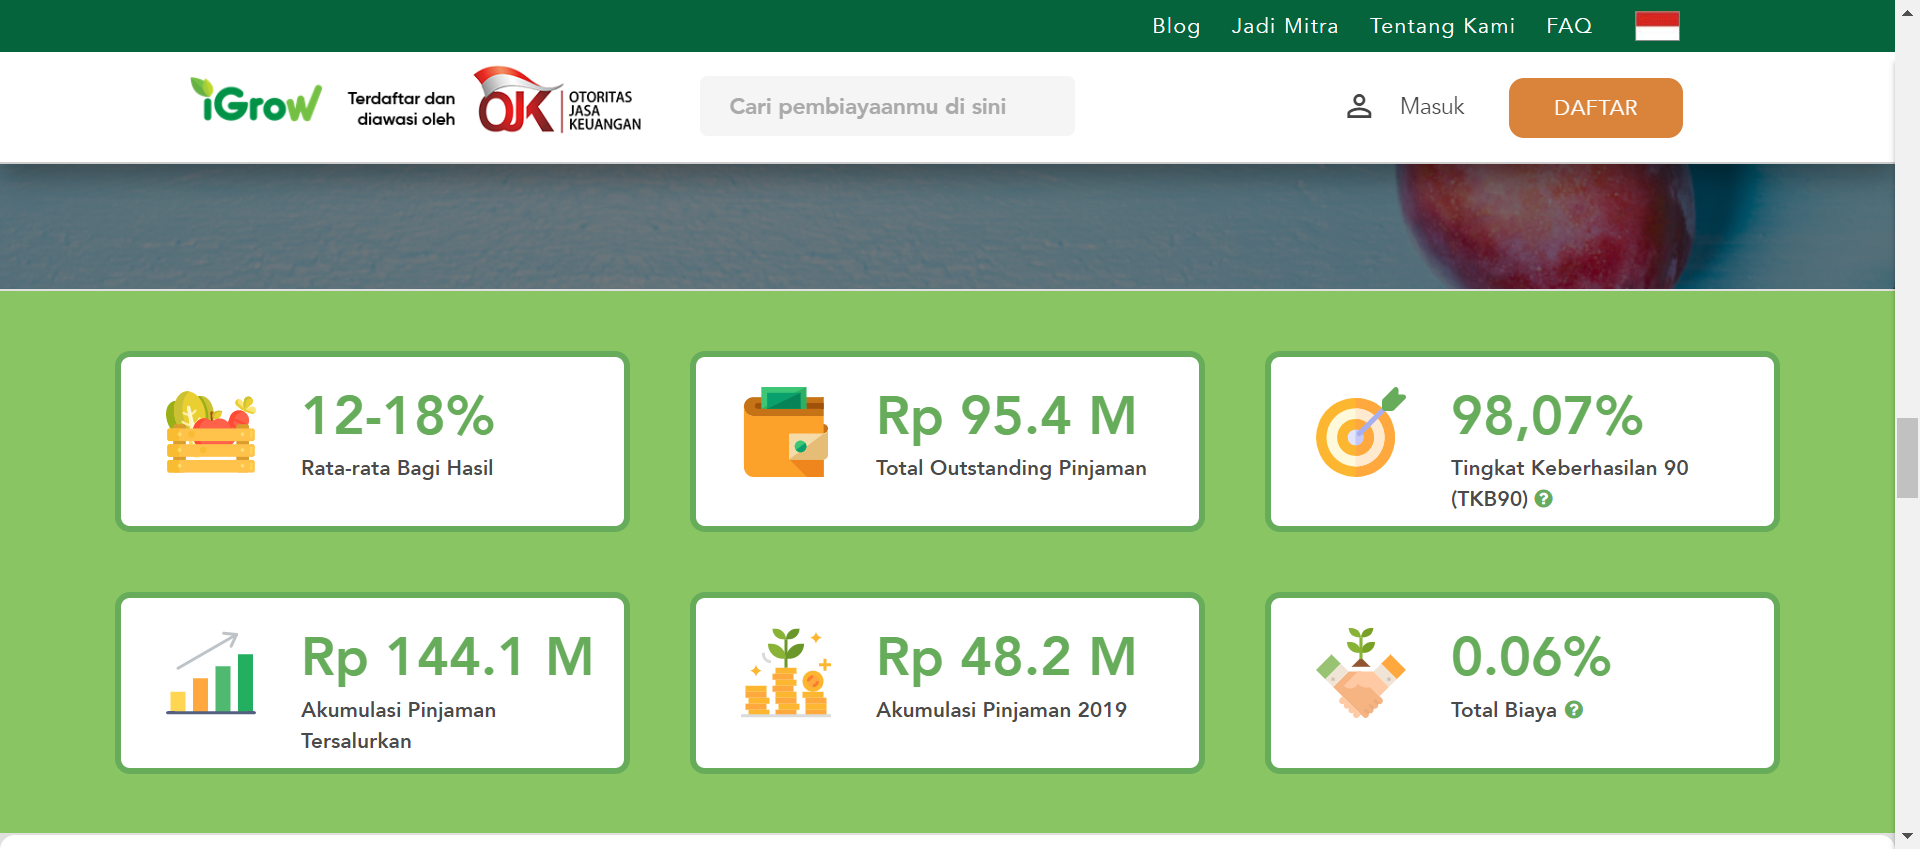 Blog Jadi Mitra Tentang Kami FAQ
iGrow
Terdaftar dan
diawasi oleh
OJK
OTORITAS
JASA
KEUANGAN
Cari pembiayaanmu di sini
Masuk
DAFTAR
12-18%
Rata-rata Bagi Hasil
Rp 95.4 M
Total Outstanding Pinjaman
98,07%
Tingkat Keberhasilan 90
(TKB90) ?
Rp 144.1 M
Akumulasi Pinjaman
Tersalurkan
Rp 48.2 M
Akumulasi Pinjaman 2019
0.06%
Total Biaya ?